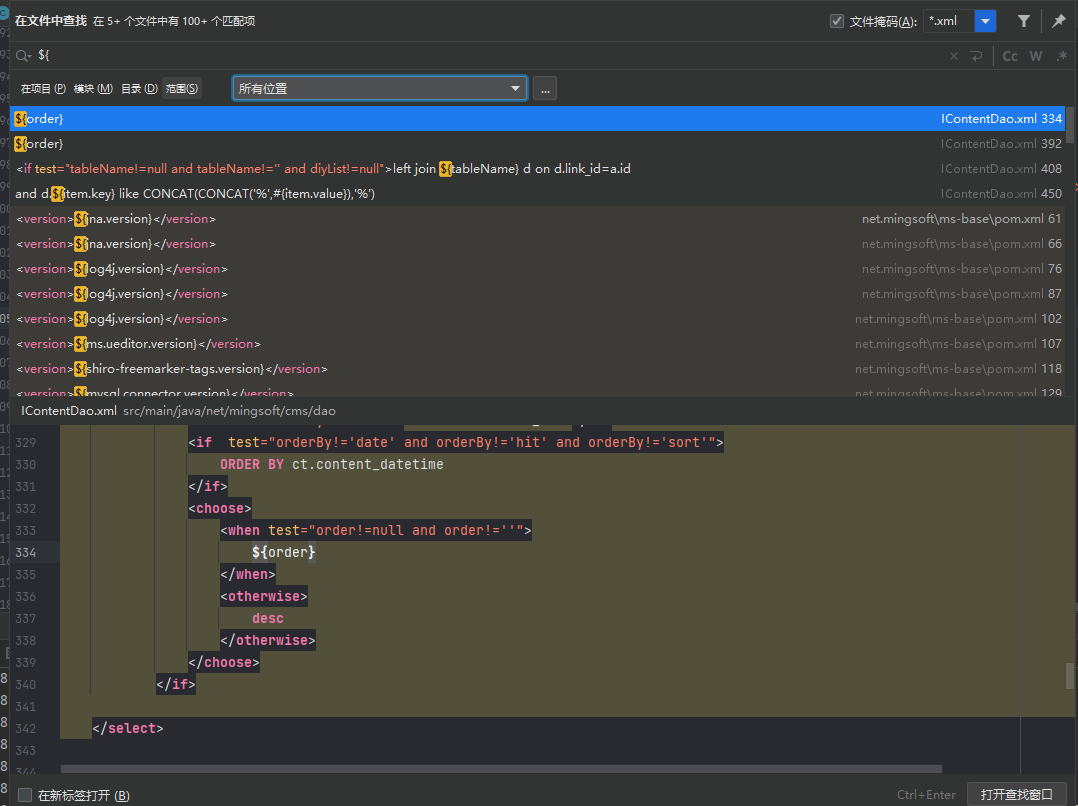 在文件中查找 在 5+ 个文件中有 100+ 个匹配项 文件掩码(A): *.xml
${ Cc W .*
在项目 (P) 模块 (M) 目录 (D) 范围(S) 所有位置 ...
${order} IContentDao.xml 334
${order} IContentDao.xml 392
<if test="tableName!=null and tableName!='' and diyList!=null">left join ${tableName} d on d.link_id=a.id IContentDao.xml 408
and d.${item.key} like CONCAT(CONCAT('%',#{item.value}),'%') IContentDao.xml 450
<version>${jna.version}</version> net.mingsoft\ms-base\pom.xml 61
<version>${jna.version}</version> net.mingsoft\ms-base\pom.xml 66
<version>${log4j.version}</version> net.mingsoft\ms-base\pom.xml 76
<version>${log4j.version}</version> net.mingsoft\ms-base\pom.xml 87
<version>${log4j.version}</version> net.mingsoft\ms-base\pom.xml 102
<version>${ms.ueditor.version}</version> net.mingsoft\ms-base\pom.xml 107
<version>${shiro-freemarker-tags.version}</version> net.mingsoft\ms-base\pom.xml 118
<version>${mysql.connector.version}</version> net.mingsoft\ms-base\pom.xml 129
IContentDao.xml src/main/java/net/mingsoft/cms/dao
329 <if  test="orderBy!='date' and orderBy!='hit' and orderBy!='sort'">
330 ORDER BY ct.content_datetime
331 </if>
332 <choose>
333 <when test="order!=null and order!=''">
334 ${order}
335 </when>
336 <otherwise>
337 desc
338 </otherwise>
339 </choose>
340 </if>
341
342 </select>
343
344
在新标签打开 (B) Ctrl+Enter 打开查找窗口